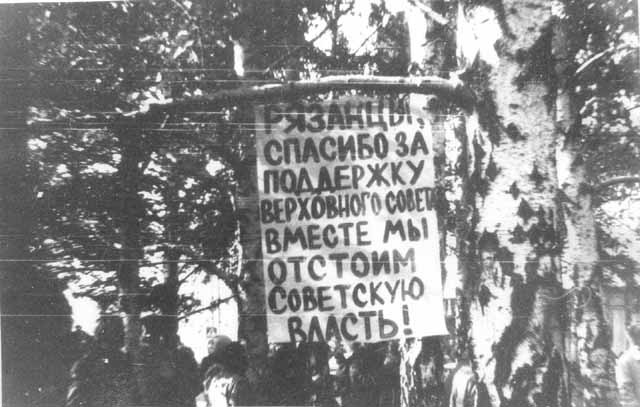 РЯЗАНЦЫ,
СПАСИБО ЗА
ПОДДЕРЖКУ
ВЕРХОВНОГО СОВЕТА
ВМЕСТЕ МЫ
ОТСТОИМ
СОВЕТСКУЮ
ВЛАСТЬ!